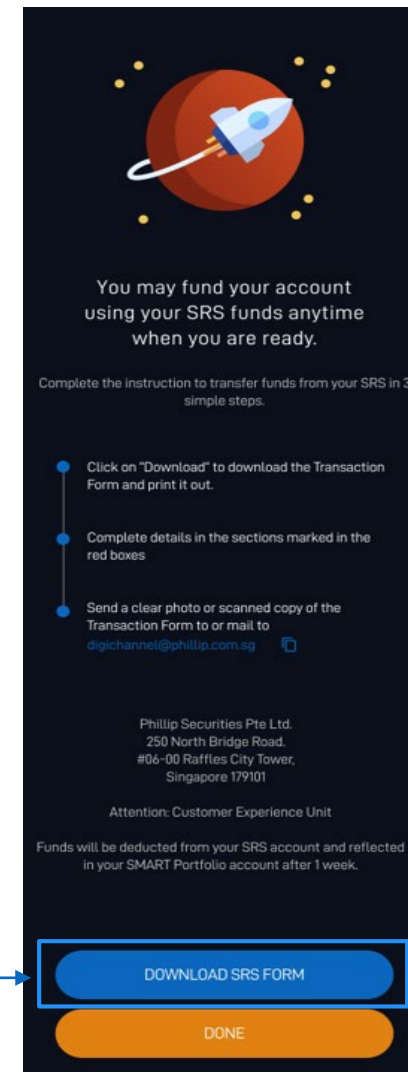 You may fund your account
using your SRS funds anytime
when you are ready.
Complete the instruction to transfer funds from your SRS in 3
simple steps.
Click on "Download" to download the Transaction
Form and print it out.
Complete details in the sections marked in the
red boxes
Send a clear photo or scanned copy of the
Transaction Form to or mail to
digichannel@phillip.com.sg
Phillip Securities Pte Ltd.
250 North Bridge Road.
#06-00 Raffles City Tower,
Singapore 179101
Attention: Customer Experience Unit
Funds will be deducted from your SRS account and reflected
in your SMART Portfolio account after 1 week.
DOWNLOAD SRS FORM
DONE